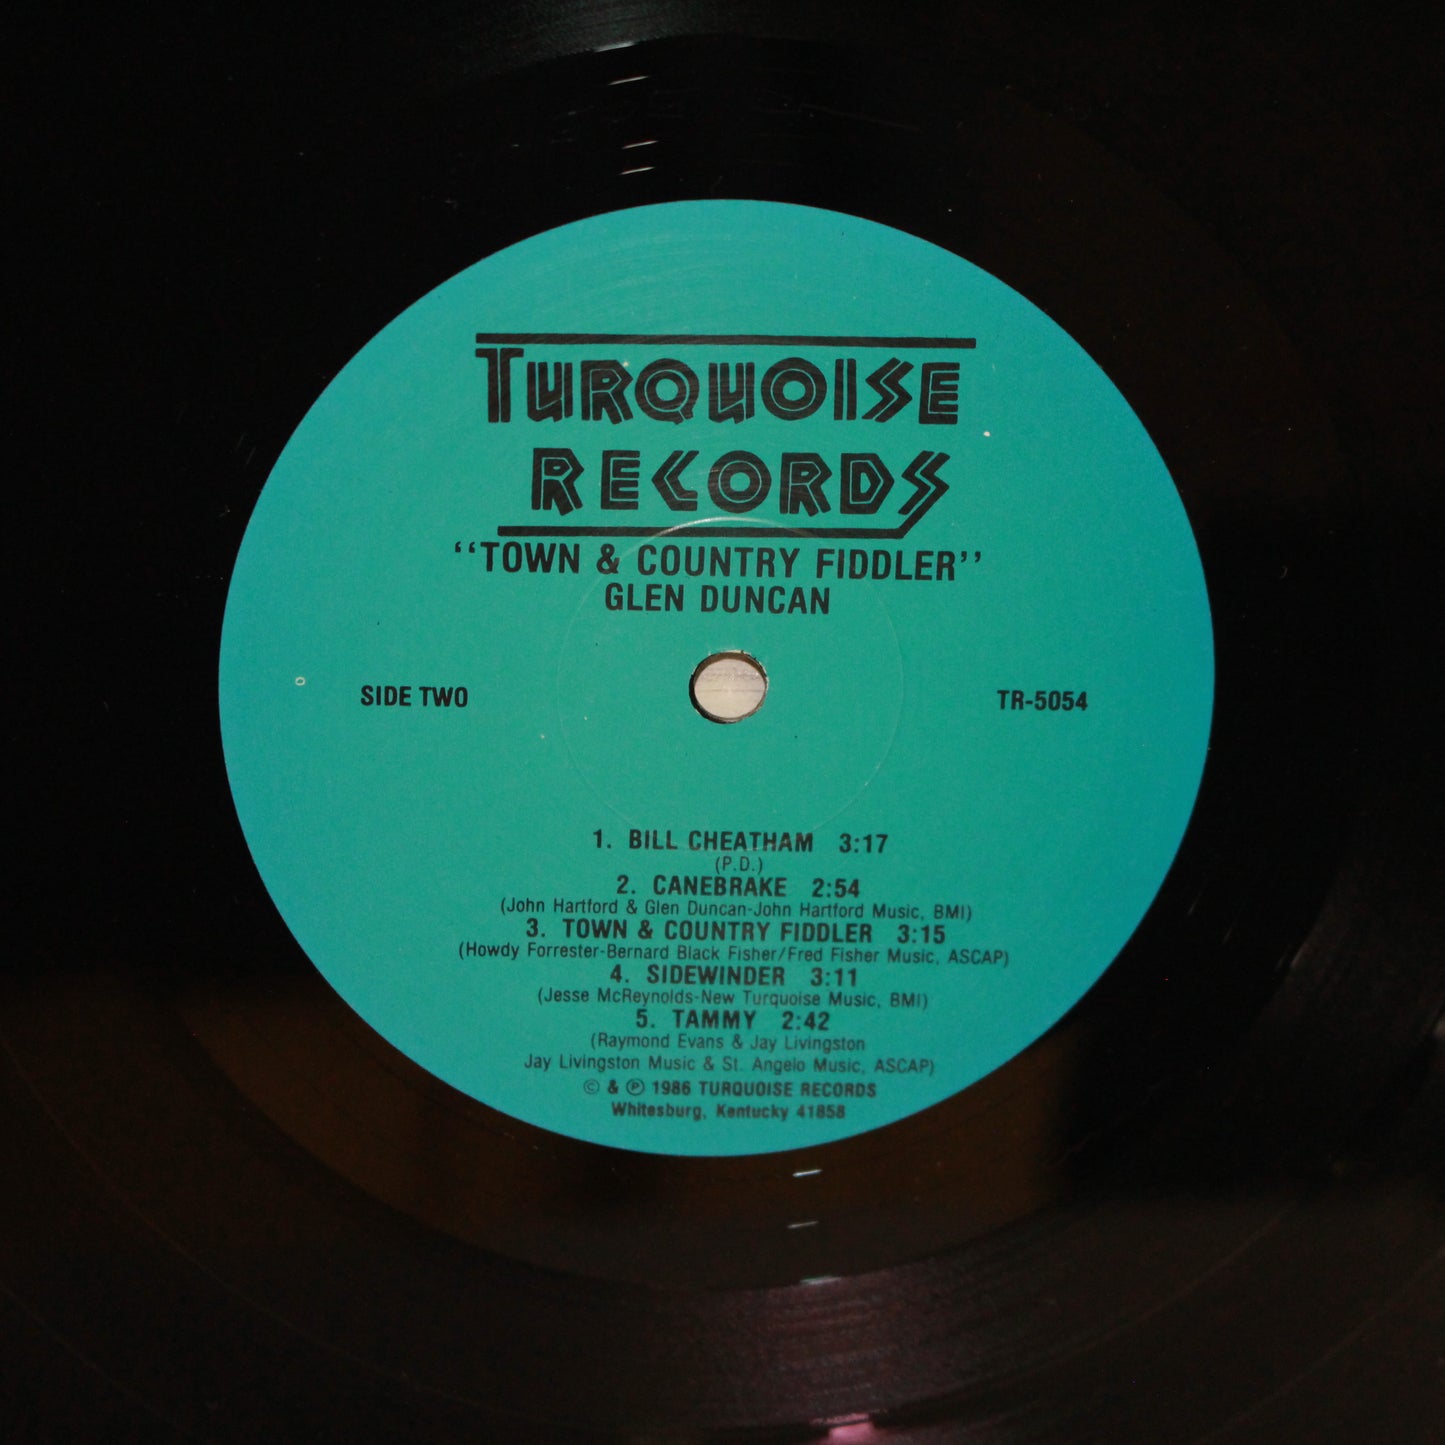 TURQUOISE
RECORDS
“TOWN & COUNTRY FIDDLER”
GLEN DUNCAN
SIDE TWO
TR-5054
1. BILL CHEATHAM 3:17
(P.D.)
2. CANEBRAKE 2:54
(John Hartford & Glen Duncan-John Hartford Music, BMI)
3. TOWN & COUNTRY FIDDLER 3:15
(Howdy Forrester-Bernard Black Fisher/Fred Fisher Music, ASCAP)
4. SIDEWINDER 3:11
(Jesse McReynolds-New Turquoise Music, BMI)
5. TAMMY 2:42
(Raymond Evans & Jay Livingston
Jay Livingston Music & St. Angelo Music, ASCAP)
© & ℗ 1986 TURQUOISE RECORDS
Whitesburg, Kentucky 41858